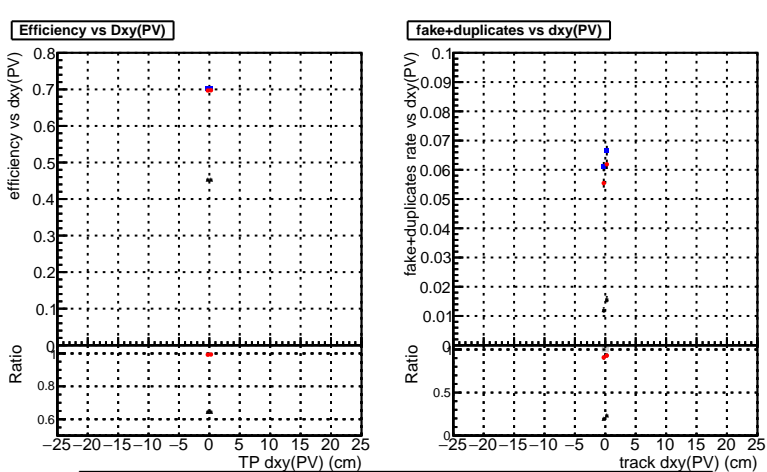 Efficiency vs Dxy(PV)
efficiency vs dxy(PV)
0.8
0.7
0.6
0.5
0.4
0.3
0.2
0.1
0
Ratio
1
0.8
0.6
−25 −20 −15 −10 −5 0 5 10 15 20 25
TP dxy(PV) (cm)
fake+duplicates vs dxy(PV)
fake+duplicates rate vs dxy(PV)
0.1
0.09
0.08
0.07
0.06
0.05
0.04
0.03
0.02
0.01
0
Ratio
1
0.5
0
−25 −20 −15 −10 −5 0 5 10 15 20 25
track dxy(PV) (cm)